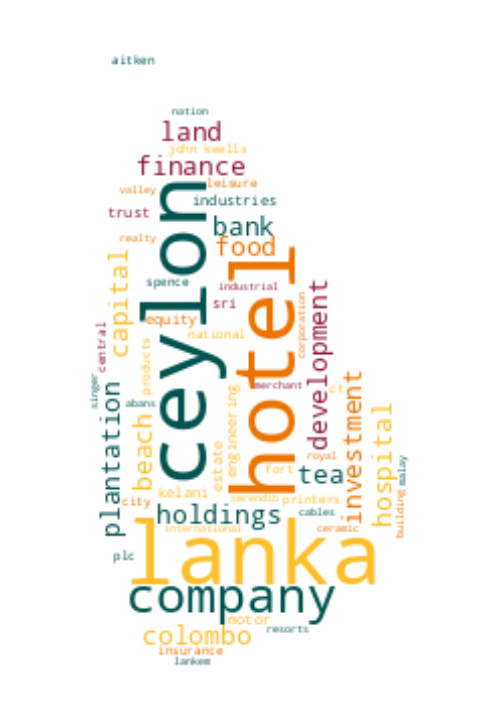 aitken
nation
land
john keells
finance
valley
leisure
industries
trust
bank
realty
food
ceylon
hotel
capital
spence
industrial
sri
equity
national
corporation
development
central
products
merchant
ct
singer
abans
plantation
beach
engineering
estate
investment
hospital
royal
fort
tea
malay
building
kelani
city
serendib
printers
holdings
cables
international
ceramic
lanka
plc
company
motor
colombo
resorts
insurance
lankem